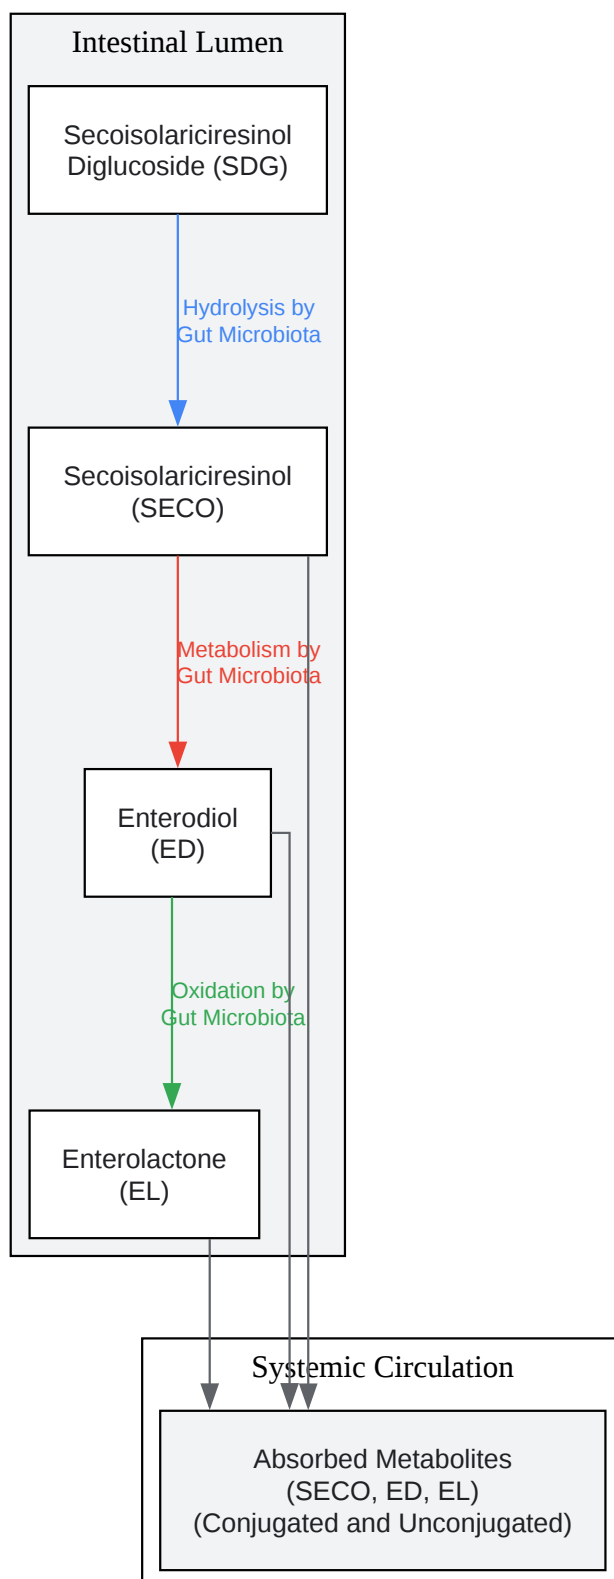 Intestinal Lumen
Secoisolariciresinol
Diglucoside (SDG)
Hydrolysis by
Gut Microbiota
Secoisolariciresinol
(SECO)
Metabolism by
Gut Microbiota
Enterodiol
(ED)
Oxidation by
Gut Microbiota
Enterolactone
(EL)
Systemic Circulation
Absorbed Metabolites
(SECO, ED, EL)
(Conjugated and Unconjugated)